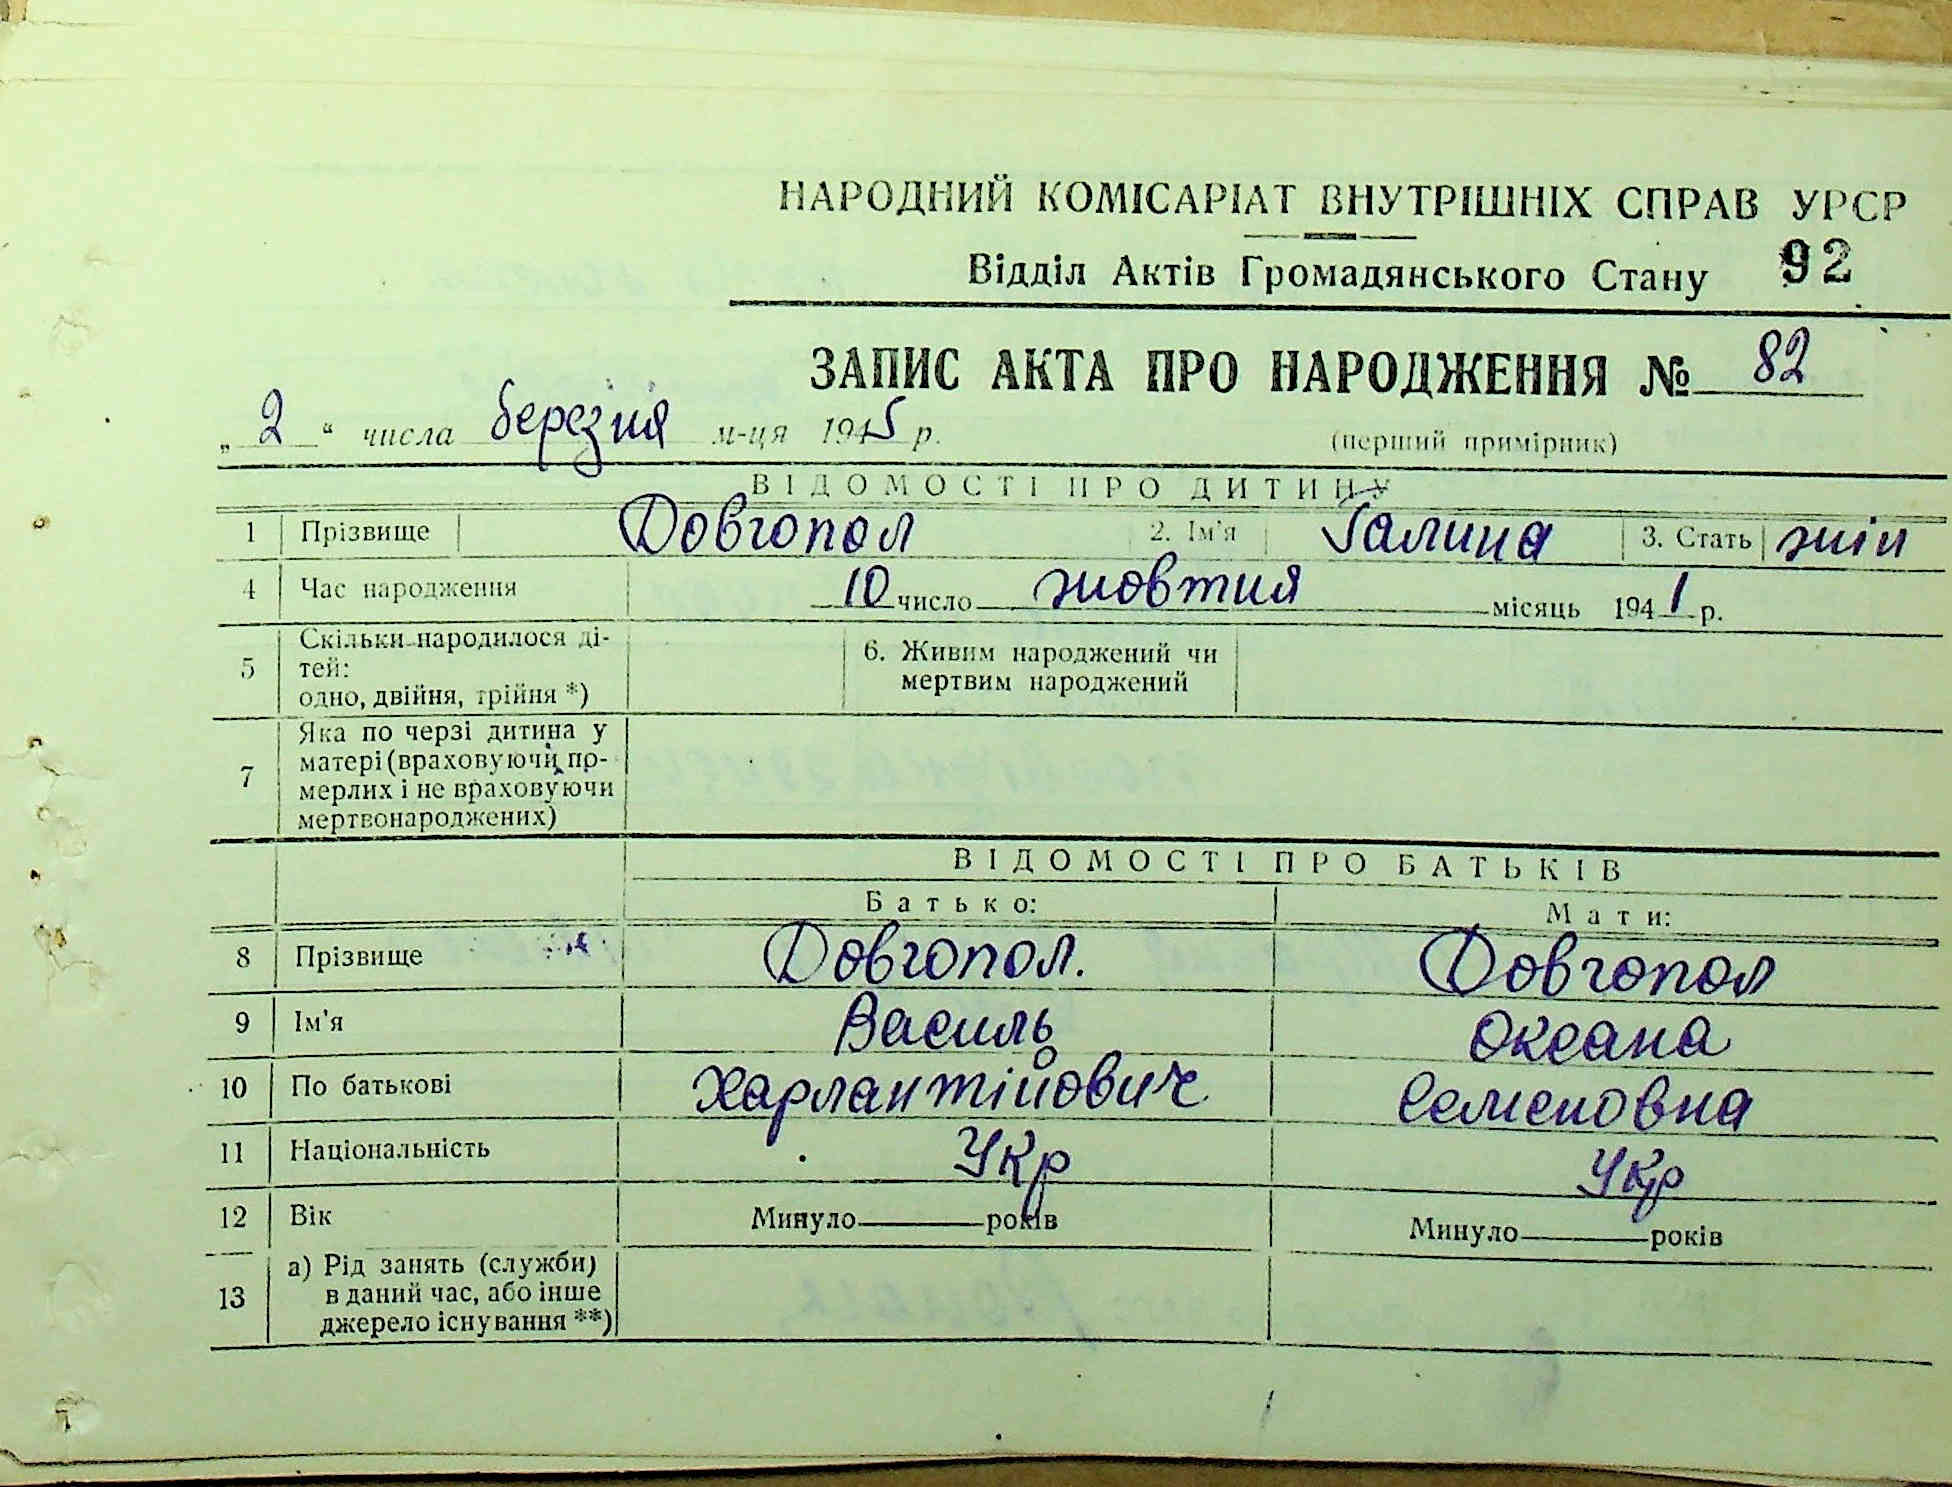 НАРОДНИЙ КОМІСАРІАТ ВНУТРІШНІХ СПРАВ УРСР
Відділ Актів Громадянського Стану 92
ЗАПИС АКТА ПРО НАРОДЖЕННЯ № 82
„ 2 “ числа березня м-ця 1945 р. (перший примірник)
ВІДОМОСТІ ПРО ДИТИНУ
1 Прізвище Довгопол 2. Ім'я Галина 3. Стать жін
4 Час народження 10 число жовтня місяць 1941 р.
5 Скільки народилося ді-
тей:
одно, двійня, трійня *)
6. Живим народжений чи
мертвим народжений
7 Яка по черзі дитина у
матері (враховуючи по-
мерлих і не враховуючи
мертвонароджених)
ВІДОМОСТІ ПРО БАТЬКІВ
Батько: Мати:
8 Прізвище Довгопол. Довгопол
9 Ім'я Василь Оксана
10 По батькові Харлантійович Семеновна
11 Національність Укр Укр
12 Вік Минуло років Минуло років
13 а) Рід занять (служби)
в даний час, або інше
джерело існування **)